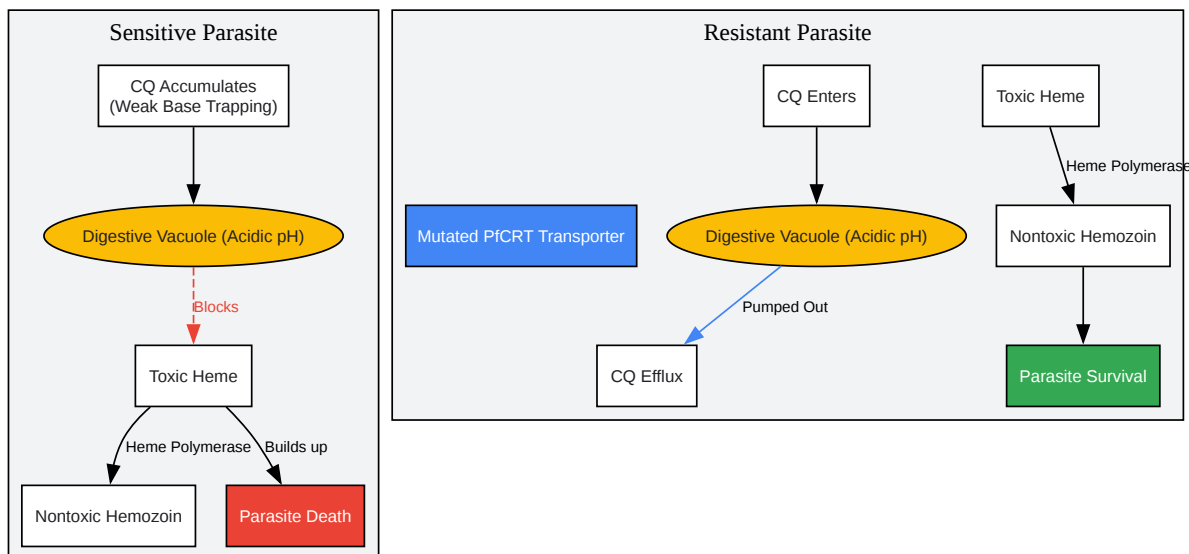 Sensitive Parasite
CQ Accumulates
(Weak Base Trapping)
Digestive Vacuole (Acidic pH)
Blocks
Toxic Heme
Heme Polymerase
Builds up
Nontoxic Hemozoin
Parasite Death
Resistant Parasite
CQ Enters
Toxic Heme
Heme Polymerase
Mutated PfCRT Transporter
Digestive Vacuole (Acidic pH)
Nontoxic Hemozoin
Pumped Out
CQ Efflux
Parasite Survival